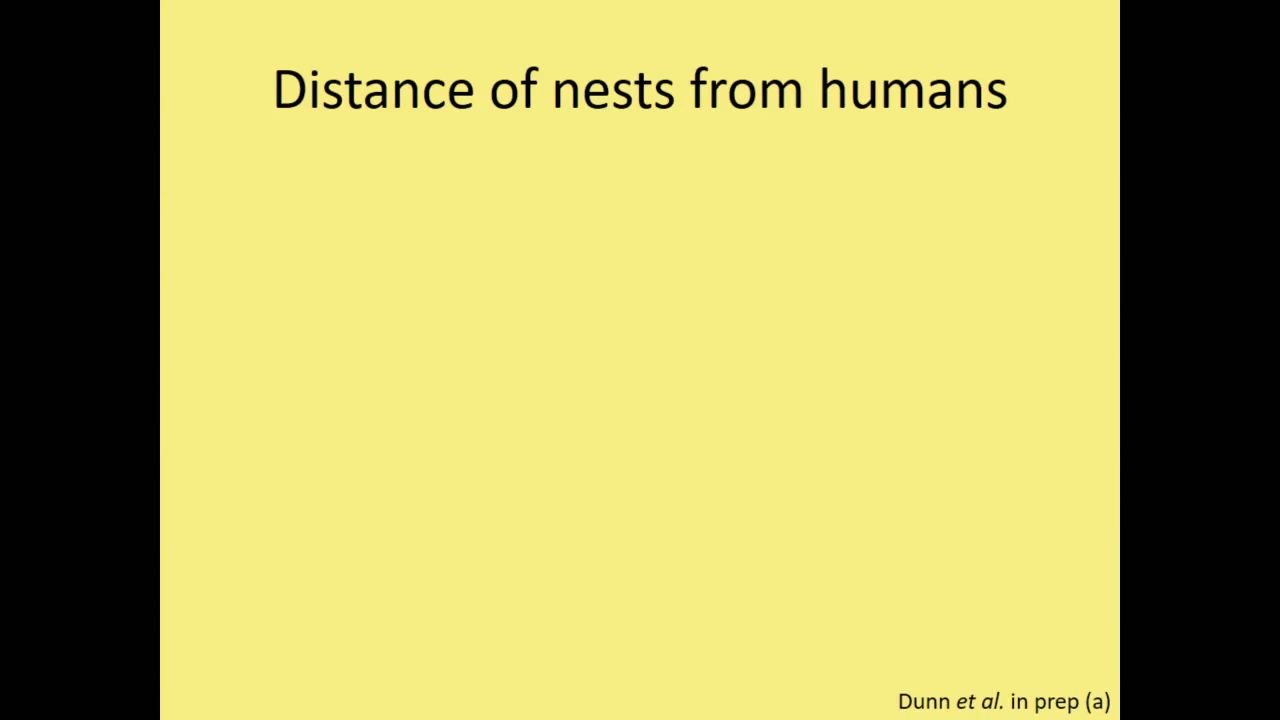 Distance of nests from humans
Dunn et al. in prep (a)